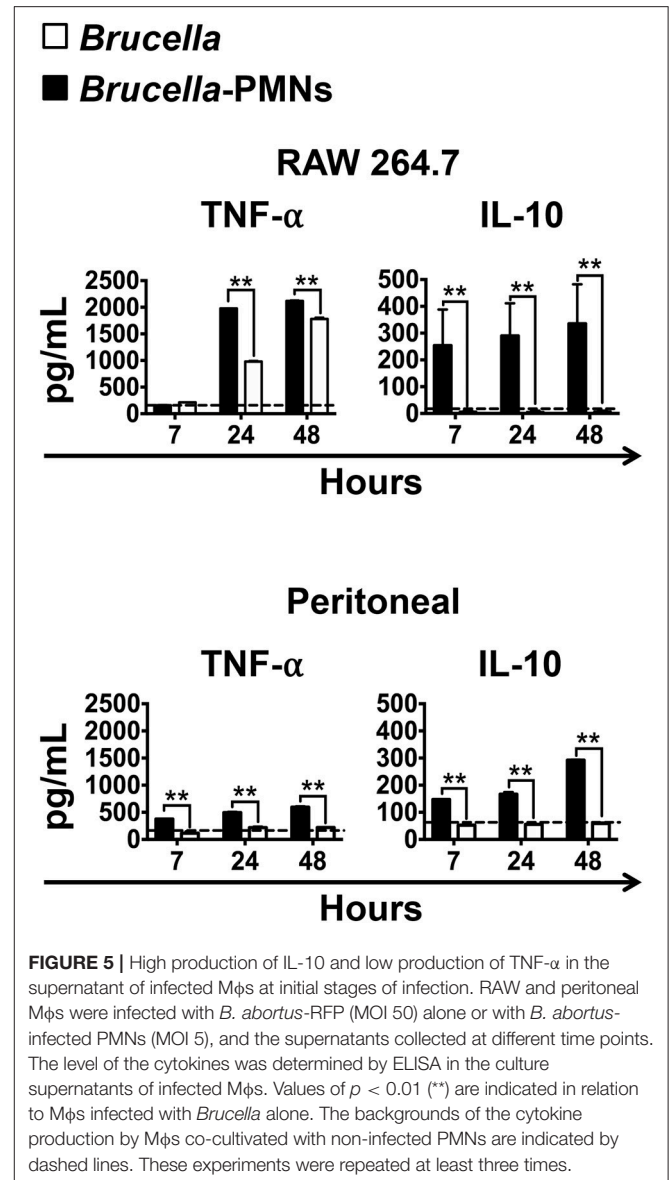 Brucella
Brucella-PMNs
RAW 264.7
TNF-α IL-10
pg/mL
2500
2000
1500
1000
500
0
** **
7 24 48
500
400
300
200
100
0
** ** **
7 24 48
Hours
Peritoneal
TNF-α IL-10
pg/mL
2500
2000
1500
1000
500
0
** ** **
7 24 48
500
300
200
100
0
** ** **
7 24 48
Hours
FIGURE 5 | High production of IL-10 and low production of TNF-α in the
supernatant of infected Mϕs at initial stages of infection. RAW and peritoneal
Mϕs were infected with B. abortus-RFP (MOI 50) alone or with B. abortus-
infected PMNs (MOI 5), and the supernatants collected at different time points.
The level of the cytokines was determined by ELISA in the culture
supernatants of infected Mϕs. Values of p < 0.01 (**) are indicated in relation
to Mϕs infected with Brucella alone. The backgrounds of the cytokine
production by Mϕs co-cultivated with non-infected PMNs are indicated by
dashed lines. These experiments were repeated at least three times.